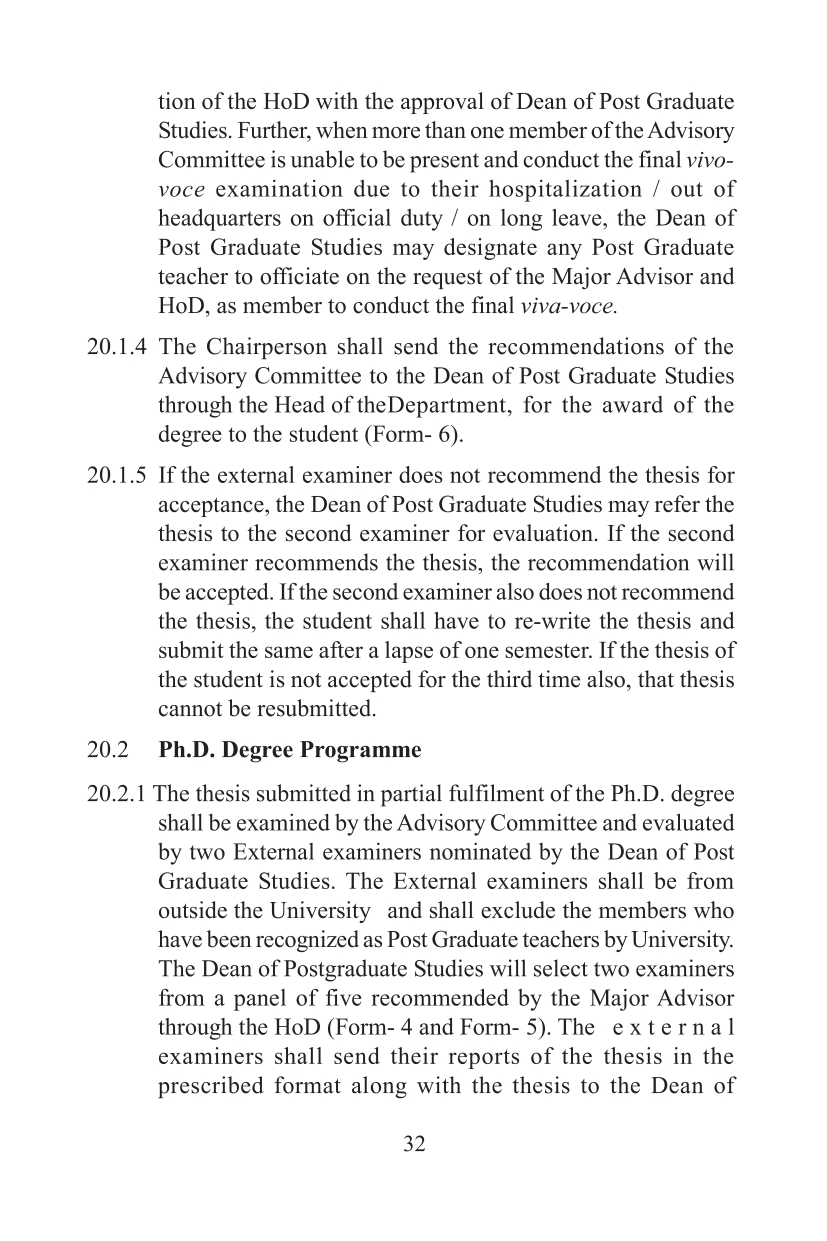 tion of the HoD with the approval of Dean of Post Graduate
Studies. Further, when more than one member of the Advisory
Committee is unable to be present and conduct the final vivo-
voce examination due to their hospitalization / out of
headquarters on official duty / on long leave, the Dean of
Post Graduate Studies may designate any Post Graduate
teacher to officiate on the request of the Major Advisor and
HoD, as member to conduct the final viva-voce.
20.1.4 The Chairperson shall send the recommendations of the
Advisory Committee to the Dean of Post Graduate Studies
through the Head of theDepartment, for the award of the
degree to the student (Form- 6).
20.1.5 If the external examiner does not recommend the thesis for
acceptance, the Dean of Post Graduate Studies may refer the
thesis to the second examiner for evaluation. If the second
examiner recommends the thesis, the recommendation will
be accepted. If the second examiner also does not recommend
the thesis, the student shall have to re-write the thesis and
submit the same after a lapse of one semester. If the thesis of
the student is not accepted for the third time also, that thesis
cannot be resubmitted.
20.2 Ph.D. Degree Programme
20.2.1 The thesis submitted in partial fulfilment of the Ph.D. degree
shall be examined by the Advisory Committee and evaluated
by two External examiners nominated by the Dean of Post
Graduate Studies. The External examiners shall be from
outside the University and shall exclude the members who
have been recognized as Post Graduate teachers by University.
The Dean of Postgraduate Studies will select two examiners
from a panel of five recommended by the Major Advisor
through the HoD (Form- 4 and Form- 5). The e x t e r n a l
examiners shall send their reports of the thesis in the
prescribed format along with the thesis to the Dean of
32